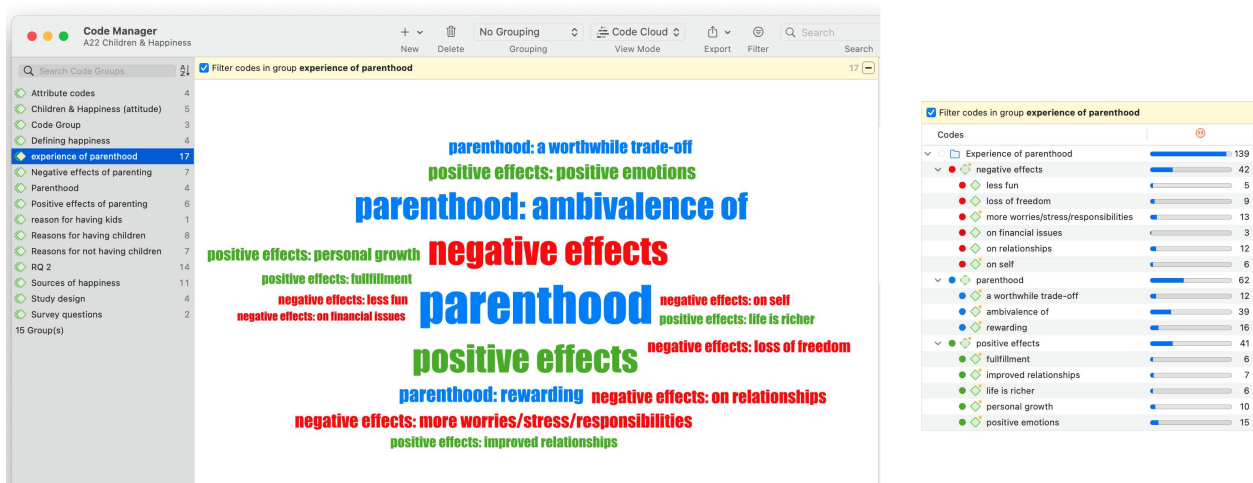 Code Manager
A22 Children & Happiness
No Grouping
Code Cloud
Search
New
Delete
Grouping
View Mode
Export
Filter
Search
Search Code Groups
Filter codes in group experience of parenthood 17
Attribute codes 4
Children & Happiness (attitude) 5
Code Group 3
Defining happiness 4
experience of parenthood 17
Negative effects of parenting 7
Parenthood 4
Positive effects of parenting 6
reason for having kids 1
Reasons for having children 8
Reasons for not having children 7
RQ 2 14
Sources of happiness 11
Study design 4
Survey questions 2
15 Group(s)
parenthood: a worthwhile trade-off
positive effects: positive emotions
parenthood: ambivalence of
positive effects: personal growth negative effects
positive effects: fullfillment
negative effects: less fun
negative effects: on financial issues
parenthood
negative effects: on self
positive effects: life is richer
positive effects
negative effects: loss of freedom
parenthood: rewarding negative effects: on relationships
negative effects: more worries/stress/responsibilities
positive effects: improved relationships
Filter codes in group experience of parenthood
Codes
Experience of parenthood 139
negative effects 42
less fun 5
loss of freedom 9
more worries/stress/responsibilities 13
on financial issues 3
on relationships 12
on self 6
parenthood 62
a worthwhile trade-off 12
ambivalence of 39
rewarding 16
positive effects 41
fullfillment 6
improved relationships 7
life is richer 6
personal growth 10
positive emotions 15